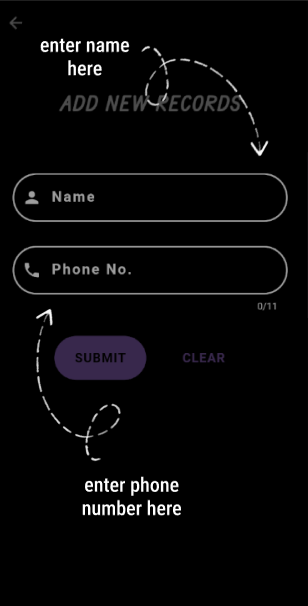 enter name
here
ADD NEW RECORDS
Name
Phone No.
0/11
SUBMIT
CLEAR
enter phone
number here